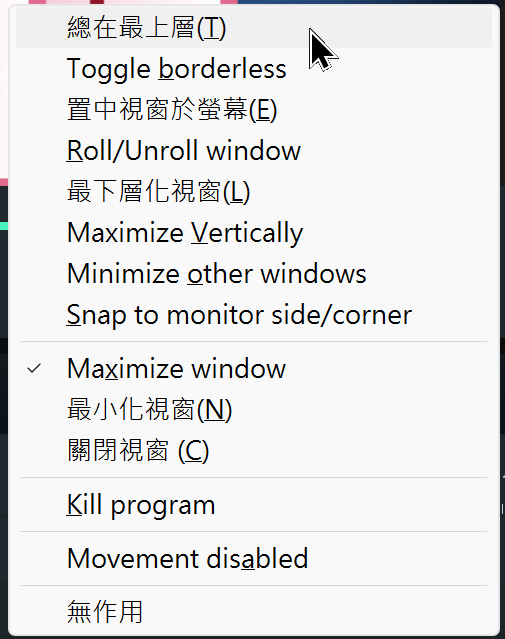 總在最上層(T)
Toggle borderless
置中視窗於螢幕(E)
Roll/Unroll window
最下層化視窗(L)
Maximize Vertically
Minimize other windows
Snap to monitor side/corner
Maximize window
最小化視窗(N)
關閉視窗 (C)
Kill program
Movement disabled
無作用